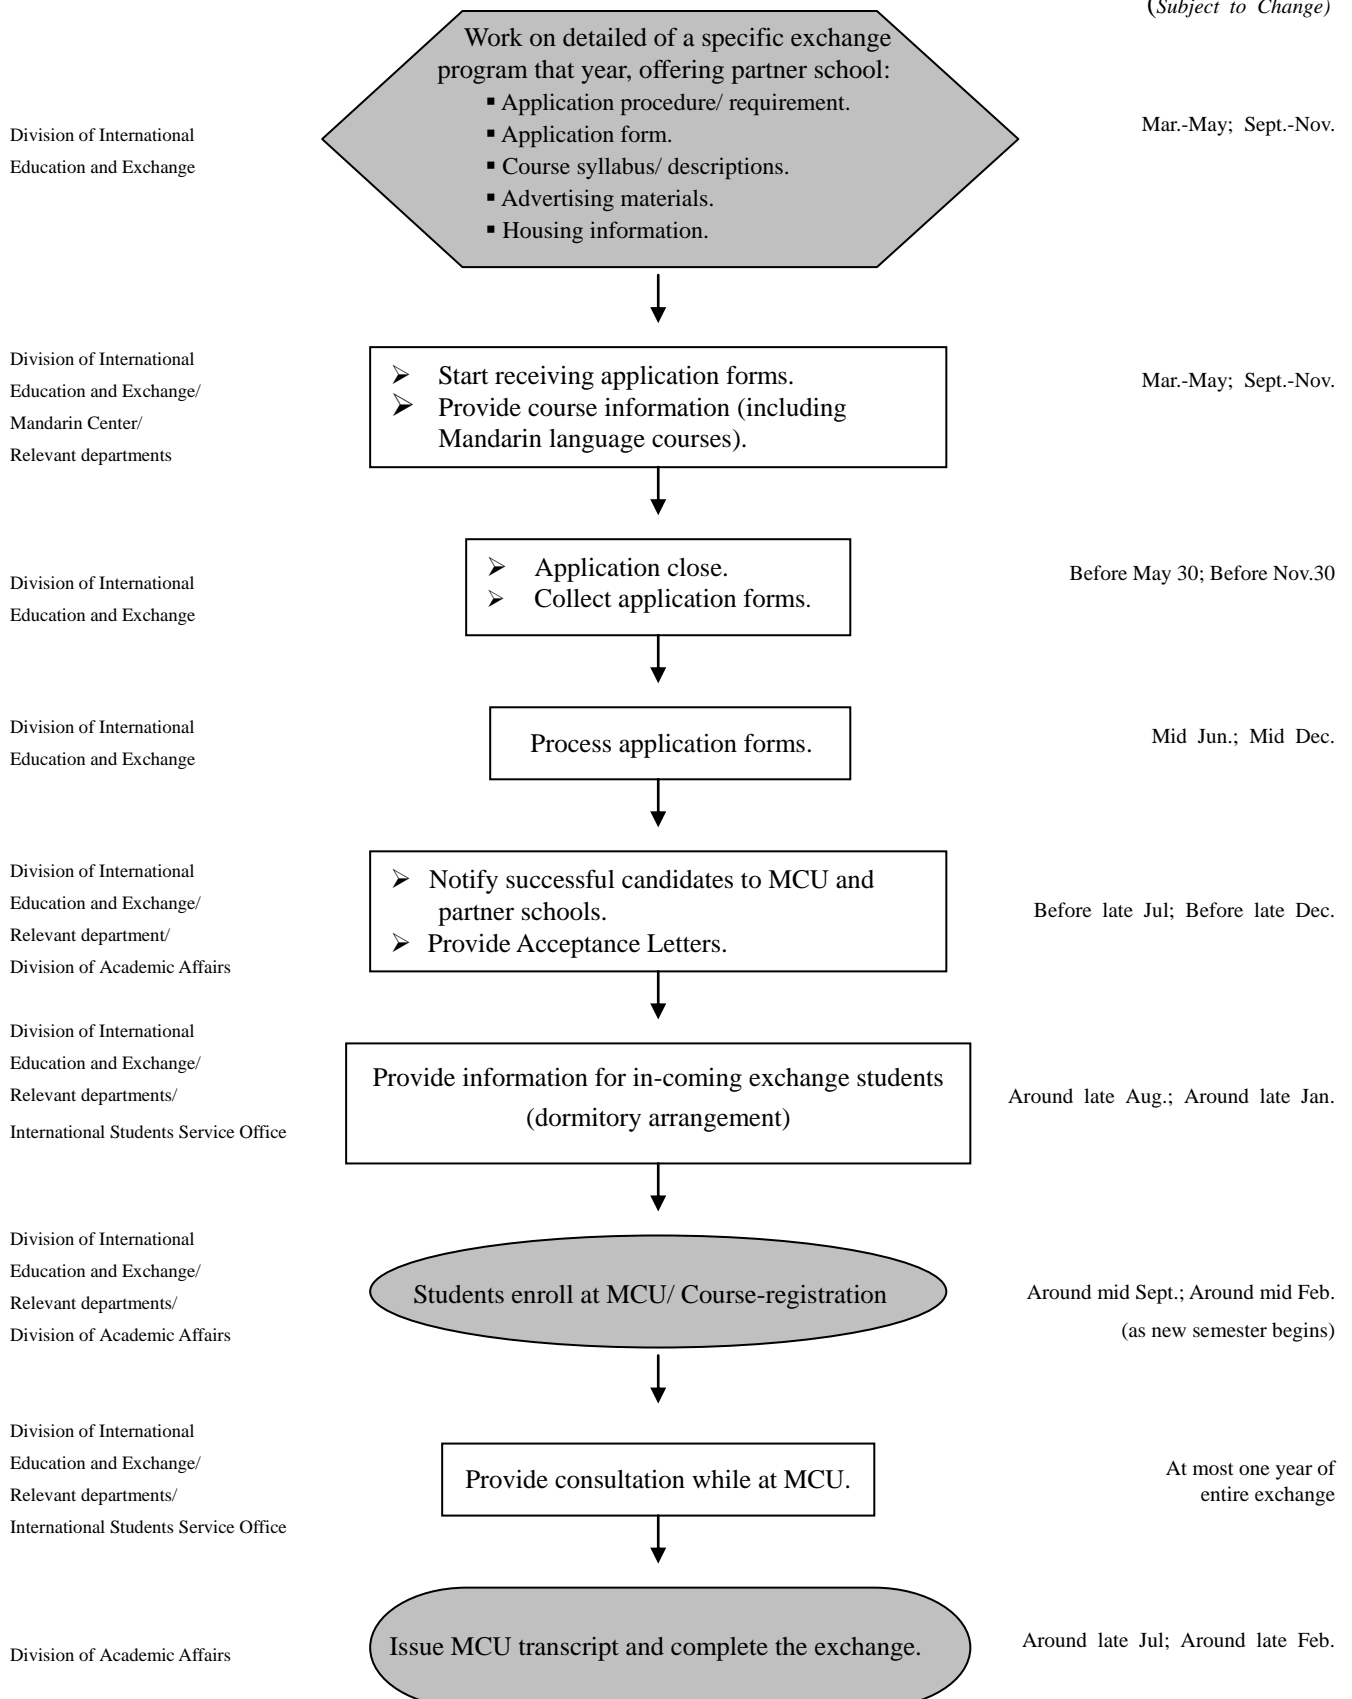 (Subject to Change)
Work on detailed of a specific exchange
program that year, offering partner school:
▪ Application procedure/ requirement.
▪ Application form.
▪ Course syllabus/ descriptions.
▪ Advertising materials.
▪ Housing information.
Division of International
Education and Exchange
Mar.-May; Sept.-Nov.
Division of International
Education and Exchange/
Mandarin Center/
Relevant departments
➢ Start receiving application forms.
➢ Provide course information (including
Mandarin language courses).
Mar.-May; Sept.-Nov.
Division of International
Education and Exchange
➢ Application close.
➢ Collect application forms.
Before May 30; Before Nov.30
Division of International
Education and Exchange
Process application forms.
Mid Jun.; Mid Dec.
Division of International
Education and Exchange/
Relevant department/
Division of Academic Affairs
➢ Notify successful candidates to MCU and
partner schools.
➢ Provide Acceptance Letters.
Before late Jul; Before late Dec.
Division of International
Education and Exchange/
Relevant departments/
International Students Service Office
Provide information for in-coming exchange students
(dormitory arrangement)
Around late Aug.; Around late Jan.
Division of International
Education and Exchange/
Relevant departments/
Division of Academic Affairs
Students enroll at MCU/ Course-registration
Around mid Sept.; Around mid Feb.
(as new semester begins)
Division of International
Education and Exchange/
Relevant departments/
International Students Service Office
Provide consultation while at MCU.
At most one year of
entire exchange
Division of Academic Affairs
Issue MCU transcript and complete the exchange.
Around late Jul; Around late Feb.